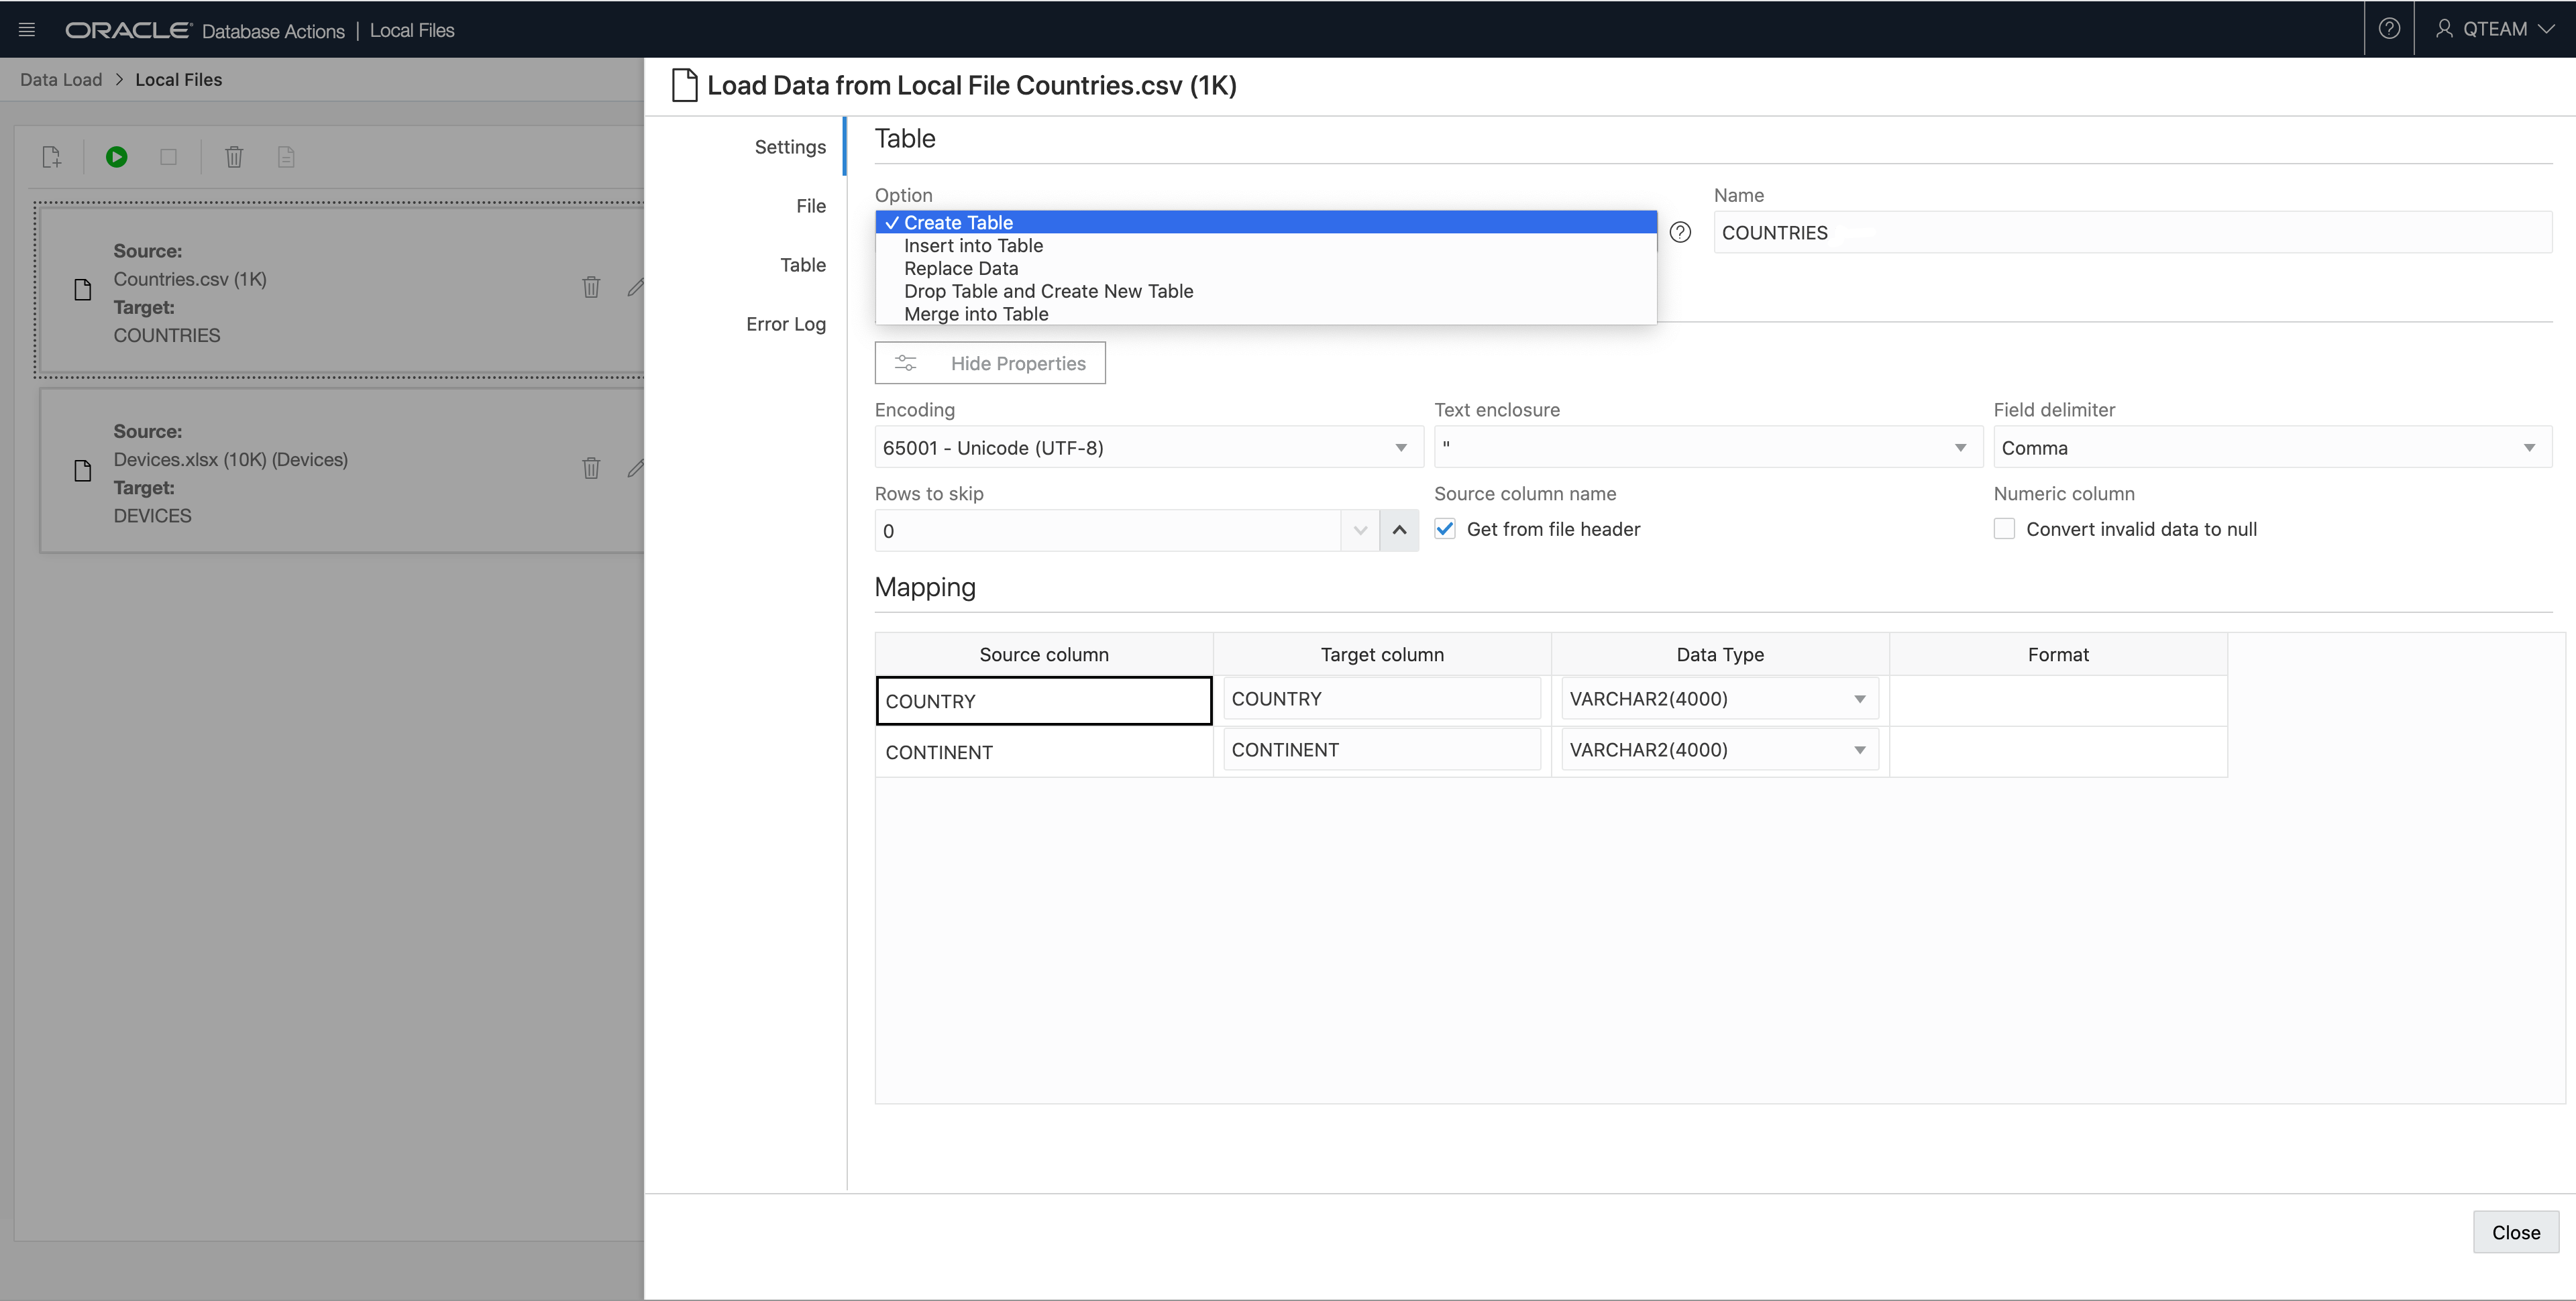 ORACLE Database Actions | Local Files
QTEAM
Data Load > Local Files
Source:
Countries.csv (1K)
Target:
COUNTRIES
Source:
Devices.xlsx (10K) (Devices)
Target:
DEVICES
Load Data from Local File Countries.csv (1K)
Settings
File
Table
Error Log
Table
Option
Name
✓ Create Table
Insert into Table
Replace Data
Drop Table and Create New Table
Merge into Table
COUNTRIES
Hide Properties
Encoding
Text enclosure
Field delimiter
65001 - Unicode (UTF-8)
"
Comma
Rows to skip
Source column name
Numeric column
0
Get from file header
Convert invalid data to null
Mapping
Source column Target column Data Type Format
COUNTRY COUNTRY VARCHAR2(4000)
CONTINENT CONTINENT VARCHAR2(4000)
Close